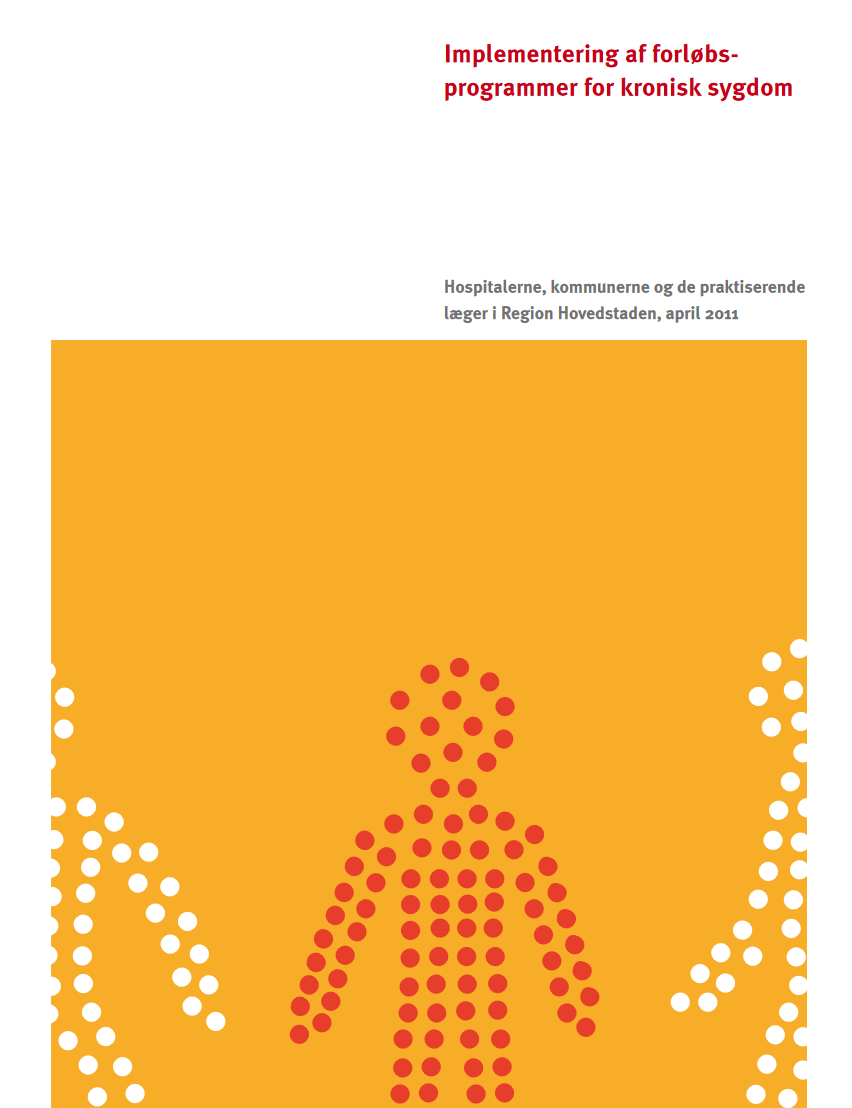 Implementering af forløbs-
programmer for kronisk sygdom
Hospitalerne, kommunerne og de praktiserende
læger i Region Hovedstaden, april 2011